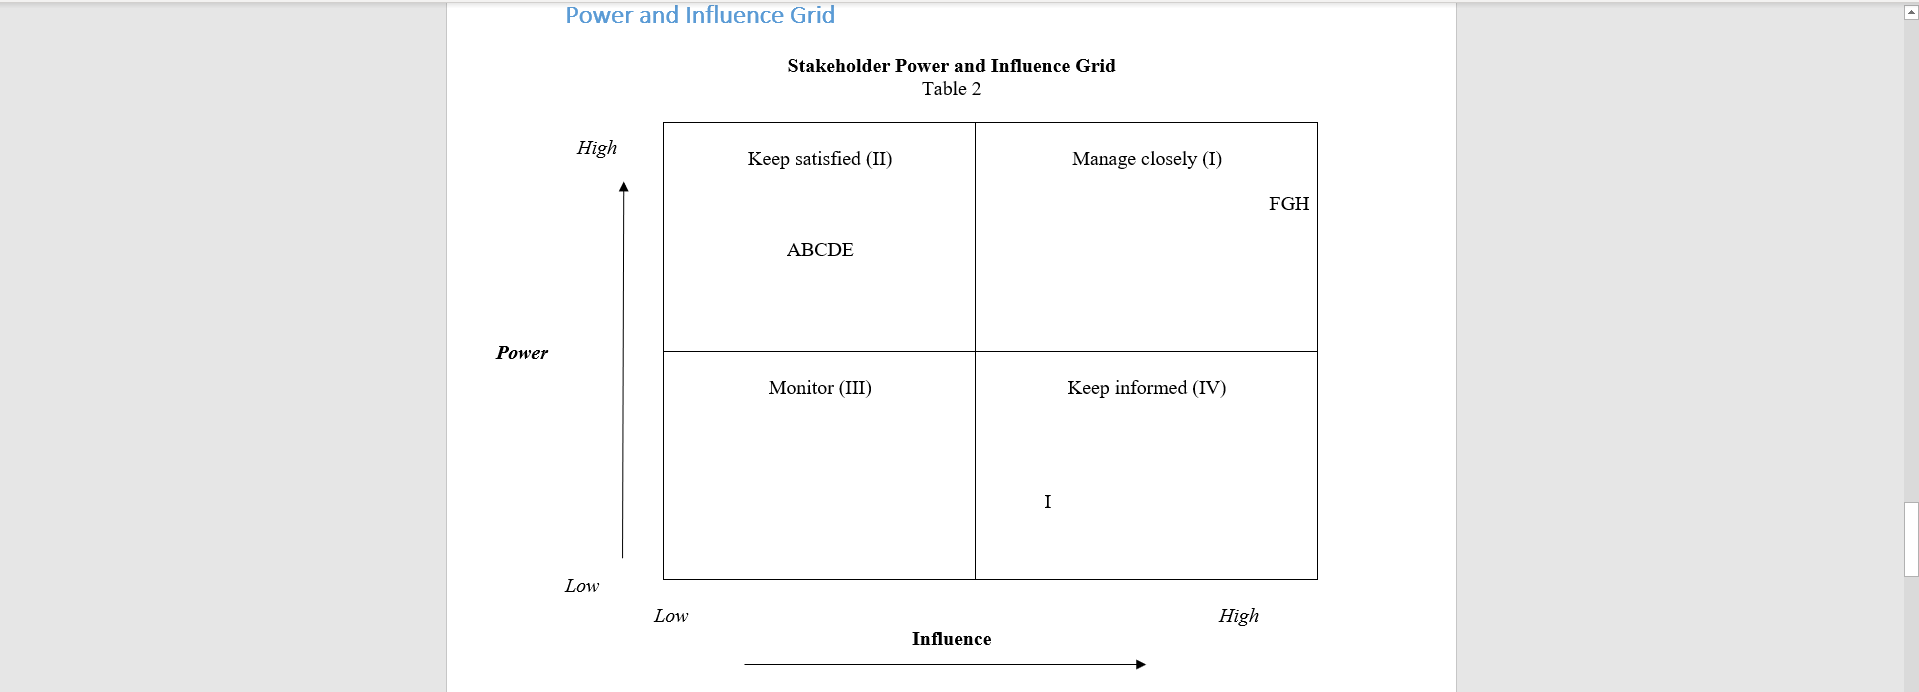 Power and Influence Grid
Stakeholder Power and Influence Grid
Table 2
High
Keep satisfied (II)
Manage closely (I)
FGH
ABCDE
Power
Monitor (III)
Keep informed (IV)
I
Low
Low
High
Influence